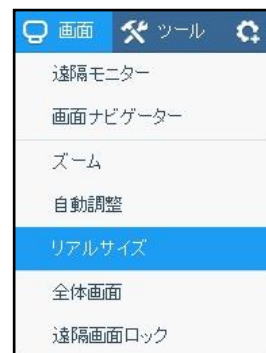 画面 ツール
遠隔モニター
画面ナビゲーター
ズーム
自動調整
リアルサイズ
全体画面
遠隔画面ロック